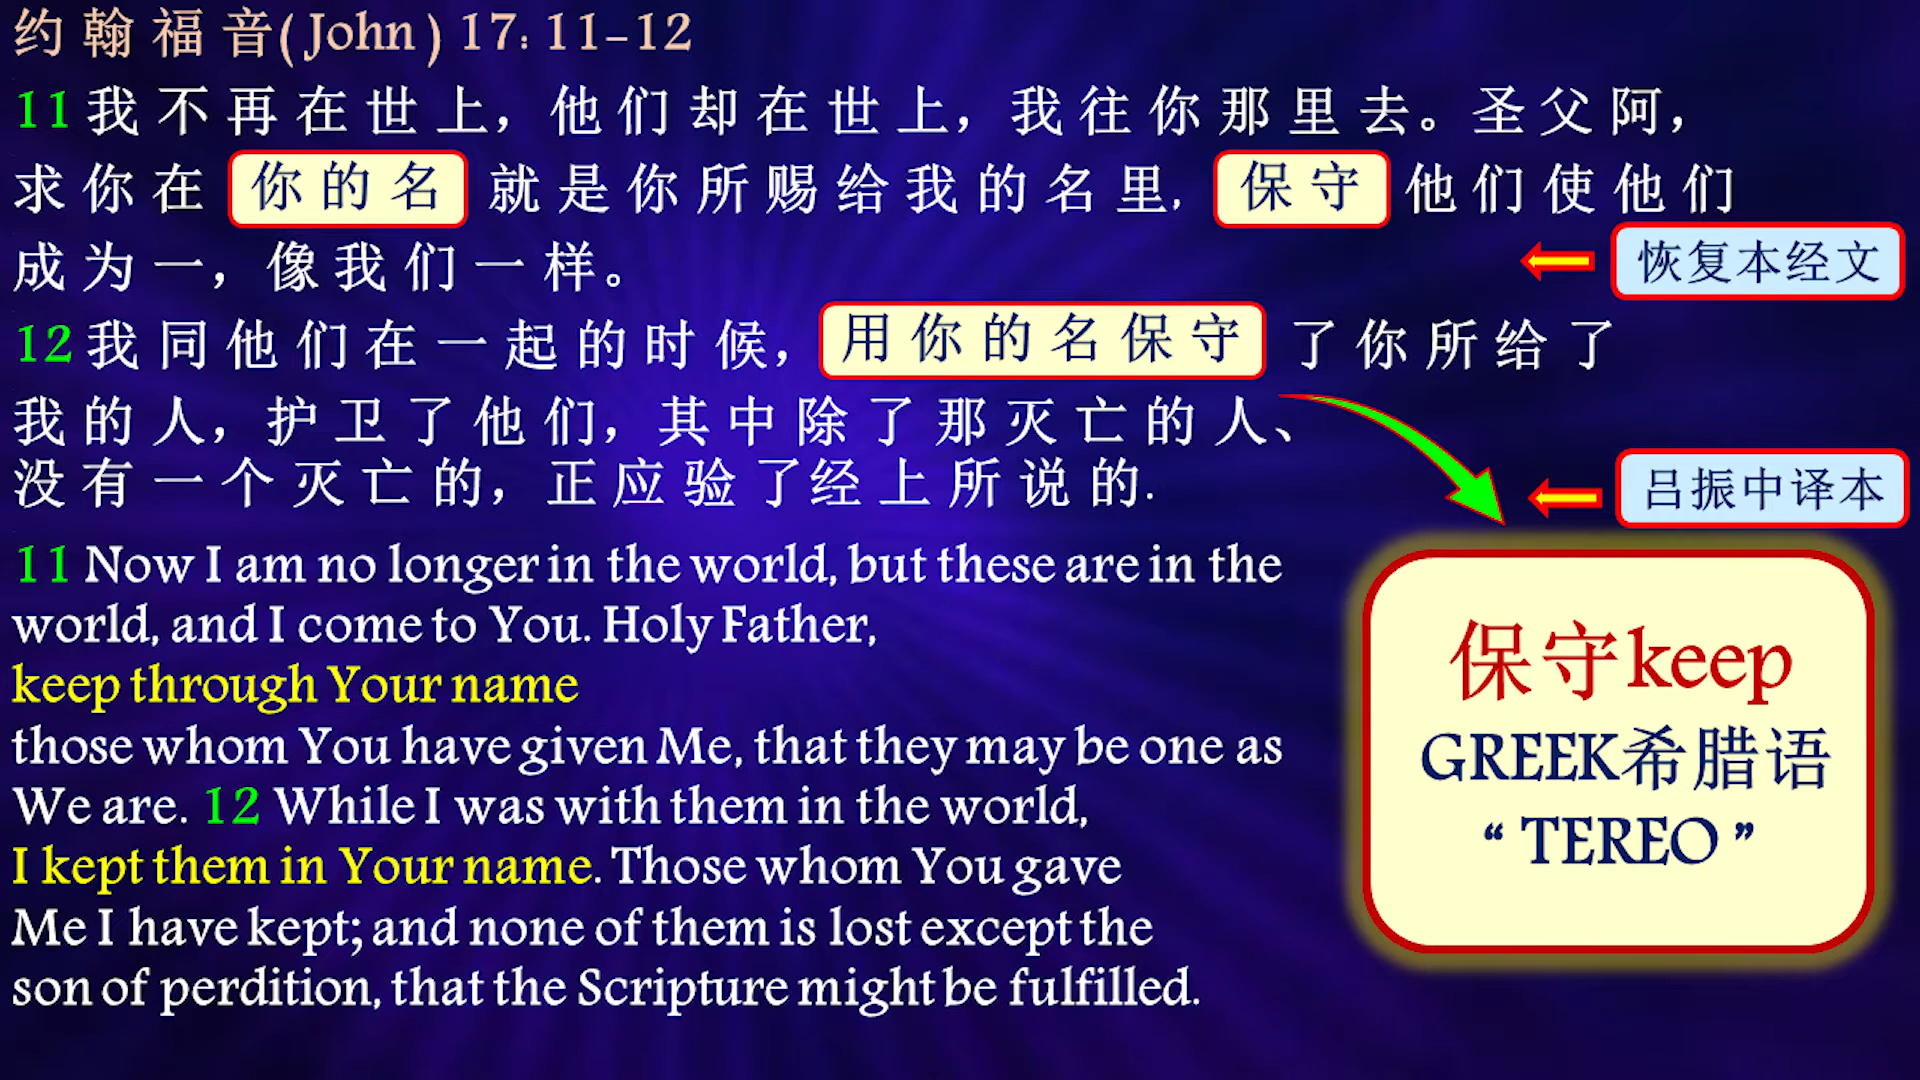 约翰福音(John) 17: 11-12
11我不再在世上，他们却在世上，我往你那里去。圣父阿，
求你在 你的名 就是你所赐给我的名里, 保守 他们使他们
成为一，像我们一样。
恢复本经文
12我同他们在一起的时候，用你的名保守 了你所给了
我的人，护卫了他们，其中除了那灭亡的人、
没有一个灭亡的，正应验了经上所说的.
吕振中译本
11 Now I am no longer in the world, but these are in the
world, and I come to You. Holy Father,
keep through Your name
those whom You have given Me, that they may be one as
We are. 12 While I was with them in the world,
I kept them in Your name. Those whom You gave
Me I have kept; and none of them is lost except the
son of perdition, that the Scripture might be fulfilled.
保守keep
GREEK希腊语
“ TEREO ”